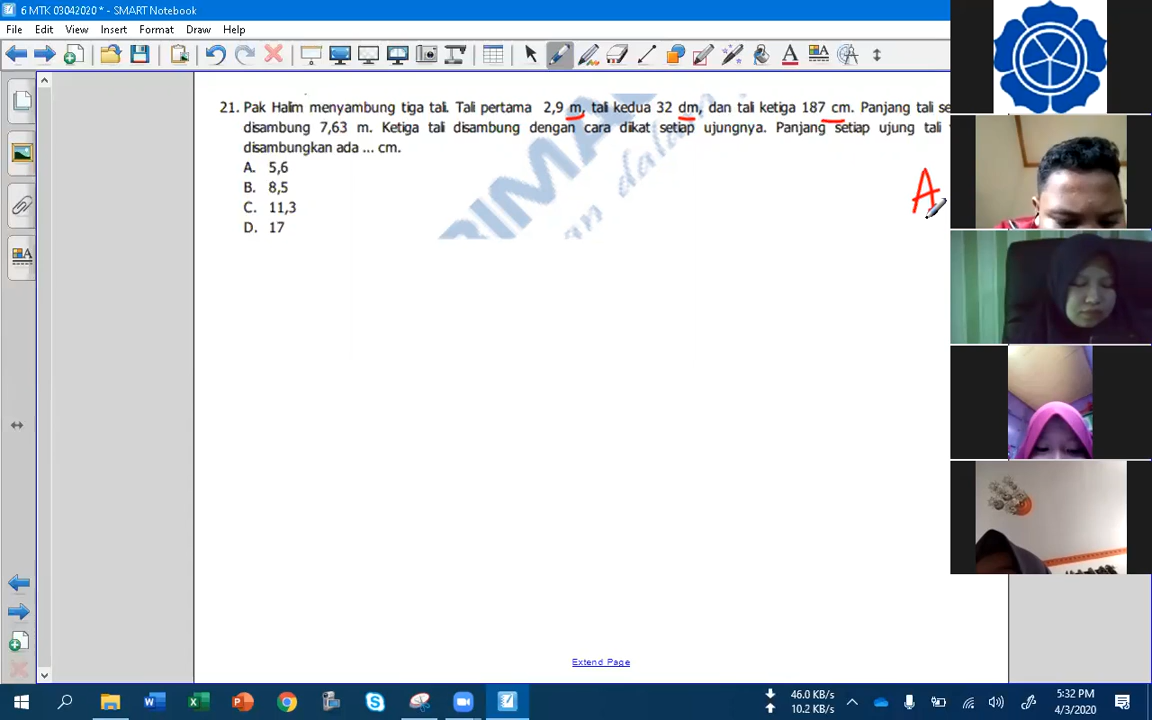 6 MTK 03042020 * - SMART Notebook
File Edit View Insert Format Draw Help
21. Pak Halim menyambung tiga tali. Tali pertama 2,9 m, tali kedua 32 dm, dan tali ketiga 187 cm. Panjang tali se
disambung 7,63 m. Ketiga tali disambung dengan cara diikat setiap ujungnya. Panjang setiap ujung tali
disambungkan ada ... cm.
A. 5,6
B. 8,5
C. 11,3
D. 17
A
Extend Page
46.0 KB/s
10.2 KB/s
5:32 PM
4/3/2020